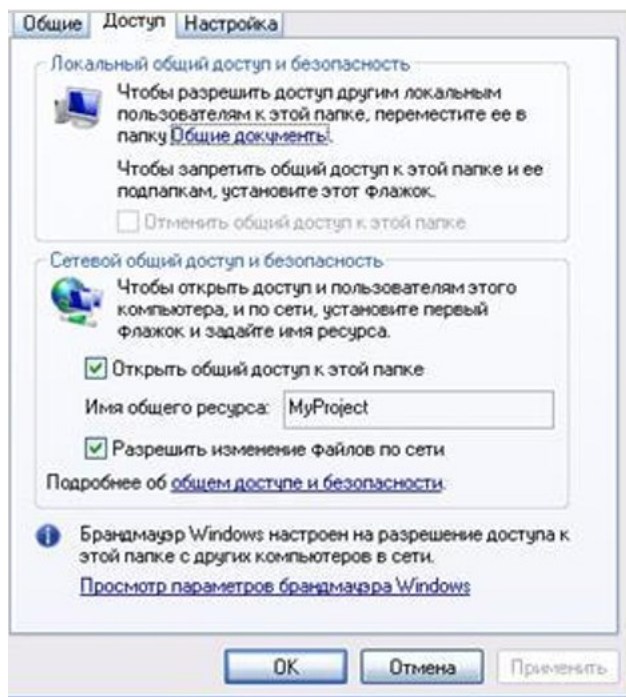 Общие Доступ Настройка
Локальный общий доступ и безопасность
Чтобы разрешить доступ другим локальным
пользователям к этой папке, переместите ее в
папку Общие документы.
Чтобы запретить общий доступ к этой папке и ее
подпапкам, установите этот флажок.
Отменить общий доступ к этой папке
Сетевой общий доступ и безопасность
Чтобы открыть доступ и пользователям этого
компьютера, и по сети, установите первый
флажок и задайте имя ресурса.
Открыть общий доступ к этой папке
Имя общего ресурса: MyProject
Разрешить изменение файлов по сети
Подробнее об общем доступе и безопасности.
Брандмауэр Windows настроен на разрешение доступа к
этой папке с других компьютеров в сети.
Просмотр параметров брандмауэра Windows
OK Отмена Применить